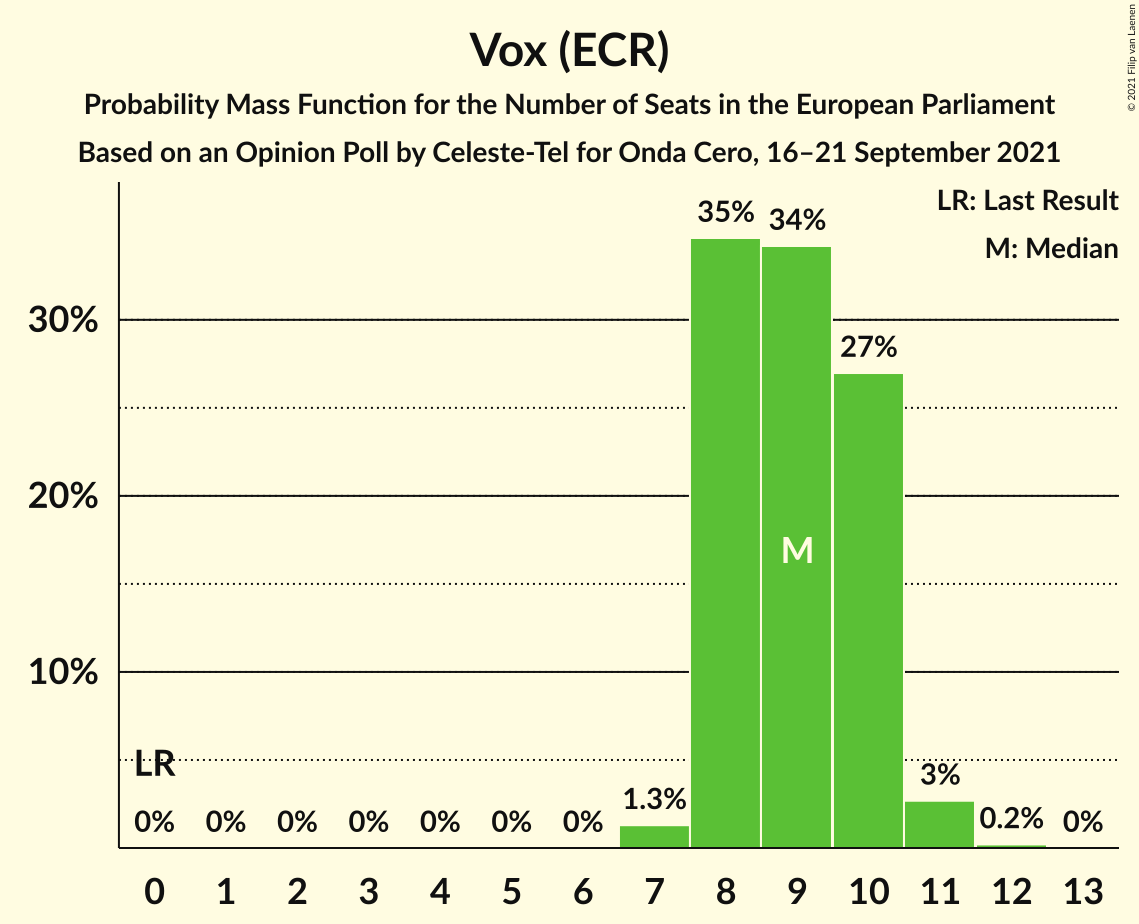 Vox (ECR)
Probability Mass Function for the Number of Seats in the European Parliament
Based on an Opinion Poll by Celeste-Tel for Onda Cero, 16–21 September 2021
© 2021 Filip van Laenen
LR: Last Result
M: Median
35%
34%
30%
27%
20%
M
10%
LR
3%
1.3%
0% 0% 0% 0% 0% 0% 0% 0.2% 0%
0 1 2 3 4 5 6 7 8 9 10 11 12 13